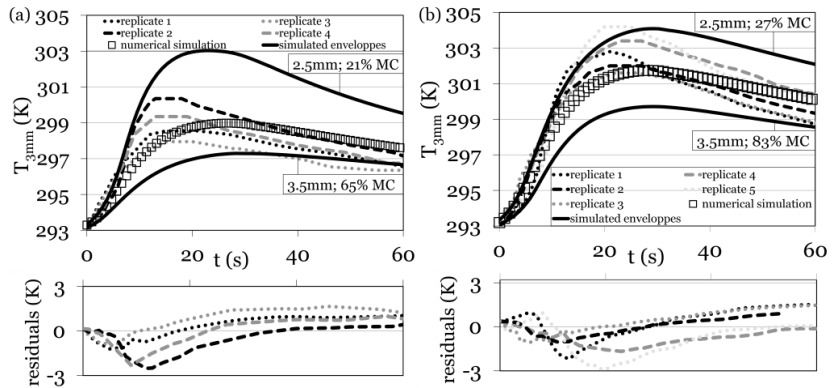 (a)
replicate 1
replicate 3
replicate 2
replicate 4
numerical simulation
simulated enveloppes
2.5mm; 21% MC
3.5mm; 65% MC
T3mm (K)
305
303
301
299
297
295
293
0
20
40
60
t (s)
residuals (K)
3
0
-3
(b)
2.5mm; 27% MC
3.5mm; 83% MC
replicate 1
replicate 4
replicate 2
replicate 5
replicate 3
numerical simulation
simulated enveloppes
T3mm (K)
305
303
301
299
297
295
293
0
20
40
60
t (s)
residuals (K)
3
0
-3